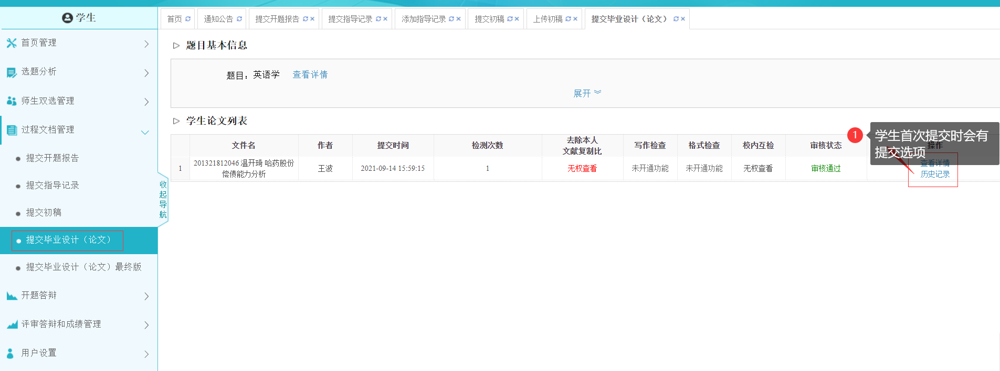 学生
首页
通知公告
提交开题报告
提交指导记录
添加指导记录
提交初稿
上传初稿
提交毕业设计（论文）
首页管理
选题分析
师生双选管理
过程文档管理
提交开题报告
提交指导记录
提交初稿
提交毕业设计（论文）
提交毕业设计（论文）最终版
开题答辩
评审答辩和成绩管理
用户设置
收起导航
题目基本信息
题目：英语学 查看详情
展开
学生论文列表
文件名 作者 提交时间 检测次数 去除本人 写作检查 格式检查 校内互检 审核状态 操作
文献复制比
1 201321812046 温开琦 哈药股份 王波 2021-09-14 15:59:15 1 无权查看 未开通功能 未开通功能 无权查看 审核通过 查看详情
偿债能力分析 历史记录
1 学生首次提交时会有
提交选项